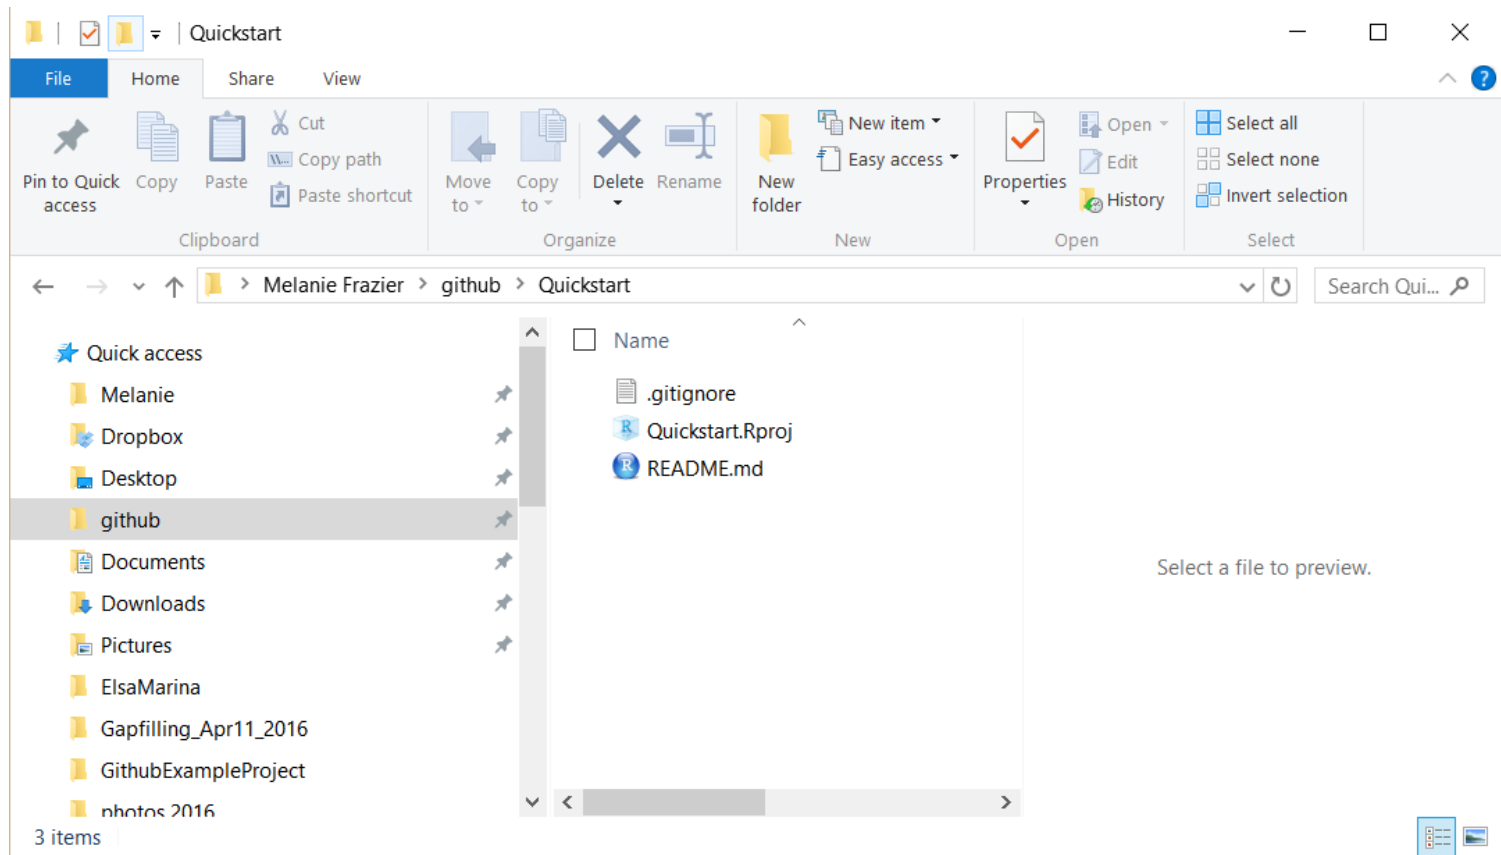 Quickstart
File Home Share View
Pin to Quick access
Copy
Paste
Cut
Copy path
Paste shortcut
Clipboard
Move to
Copy to
Delete
Rename
Organize
New folder
New item
Easy access
New
Properties
Open
Edit
History
Open
Select all
Select none
Invert selection
Select
> Melanie Frazier > github > Quickstart
Search Qui...
Quick access
Melanie
Dropbox
Desktop
github
Documents
Downloads
Pictures
ElsaMarina
Gapfilling_Apr11_2016
GithubExampleProject
photos 2016
Name
.gitignore
Quickstart.Rproj
README.md
Select a file to preview.
3 items